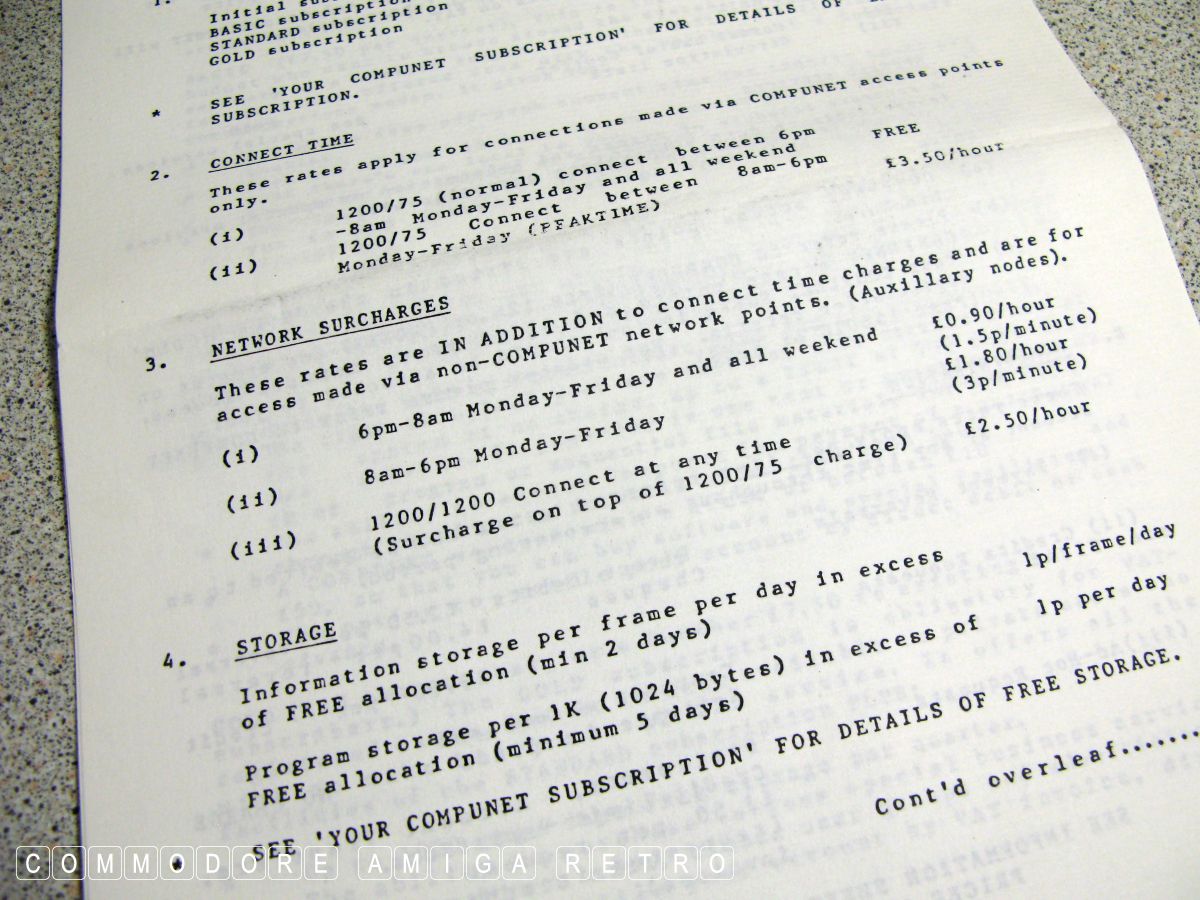 1.
Initial
BASIC subscription
STANDARD subscription
GOLD subscription
* SEE 'YOUR COMPUNET SUBSCRIPTION' FOR DETAILS OF
SUBSCRIPTION.
2. CONNECT TIME
These rates apply for connections made via COMPUNET access points
only.
(i) 1200/75 (normal) connect between 6pm FREE
-8am Monday-Friday and all weekend
(ii) 1200/75 Connect between 8am-6pm £3.50/hour
Monday-Friday (PEAKTIME)
3. NETWORK SURCHARGES
These rates are IN ADDITION to connect time charges and are for
access made via non-COMPUNET network points. (Auxillary nodes).
(i) 6pm-8am Monday-Friday and all weekend £0.90/hour
(1.5p/minute)
(ii) 8am-6pm Monday-Friday £1.80/hour
(3p/minute)
(iii) 1200/1200 Connect at any time £2.50/hour
(Surcharge on top of 1200/75 charge)
4. STORAGE
Information storage per frame per day in excess 1p/frame/day
of FREE allocation (min 2 days)
Program storage per 1K (1024 bytes) in excess of 1p per day
FREE allocation (minimum 5 days)
* SEE 'YOUR COMPUNET SUBSCRIPTION' FOR DETAILS OF FREE STORAGE.
Cont'd overleaf.......
COMMODORE AMIGA RETRO